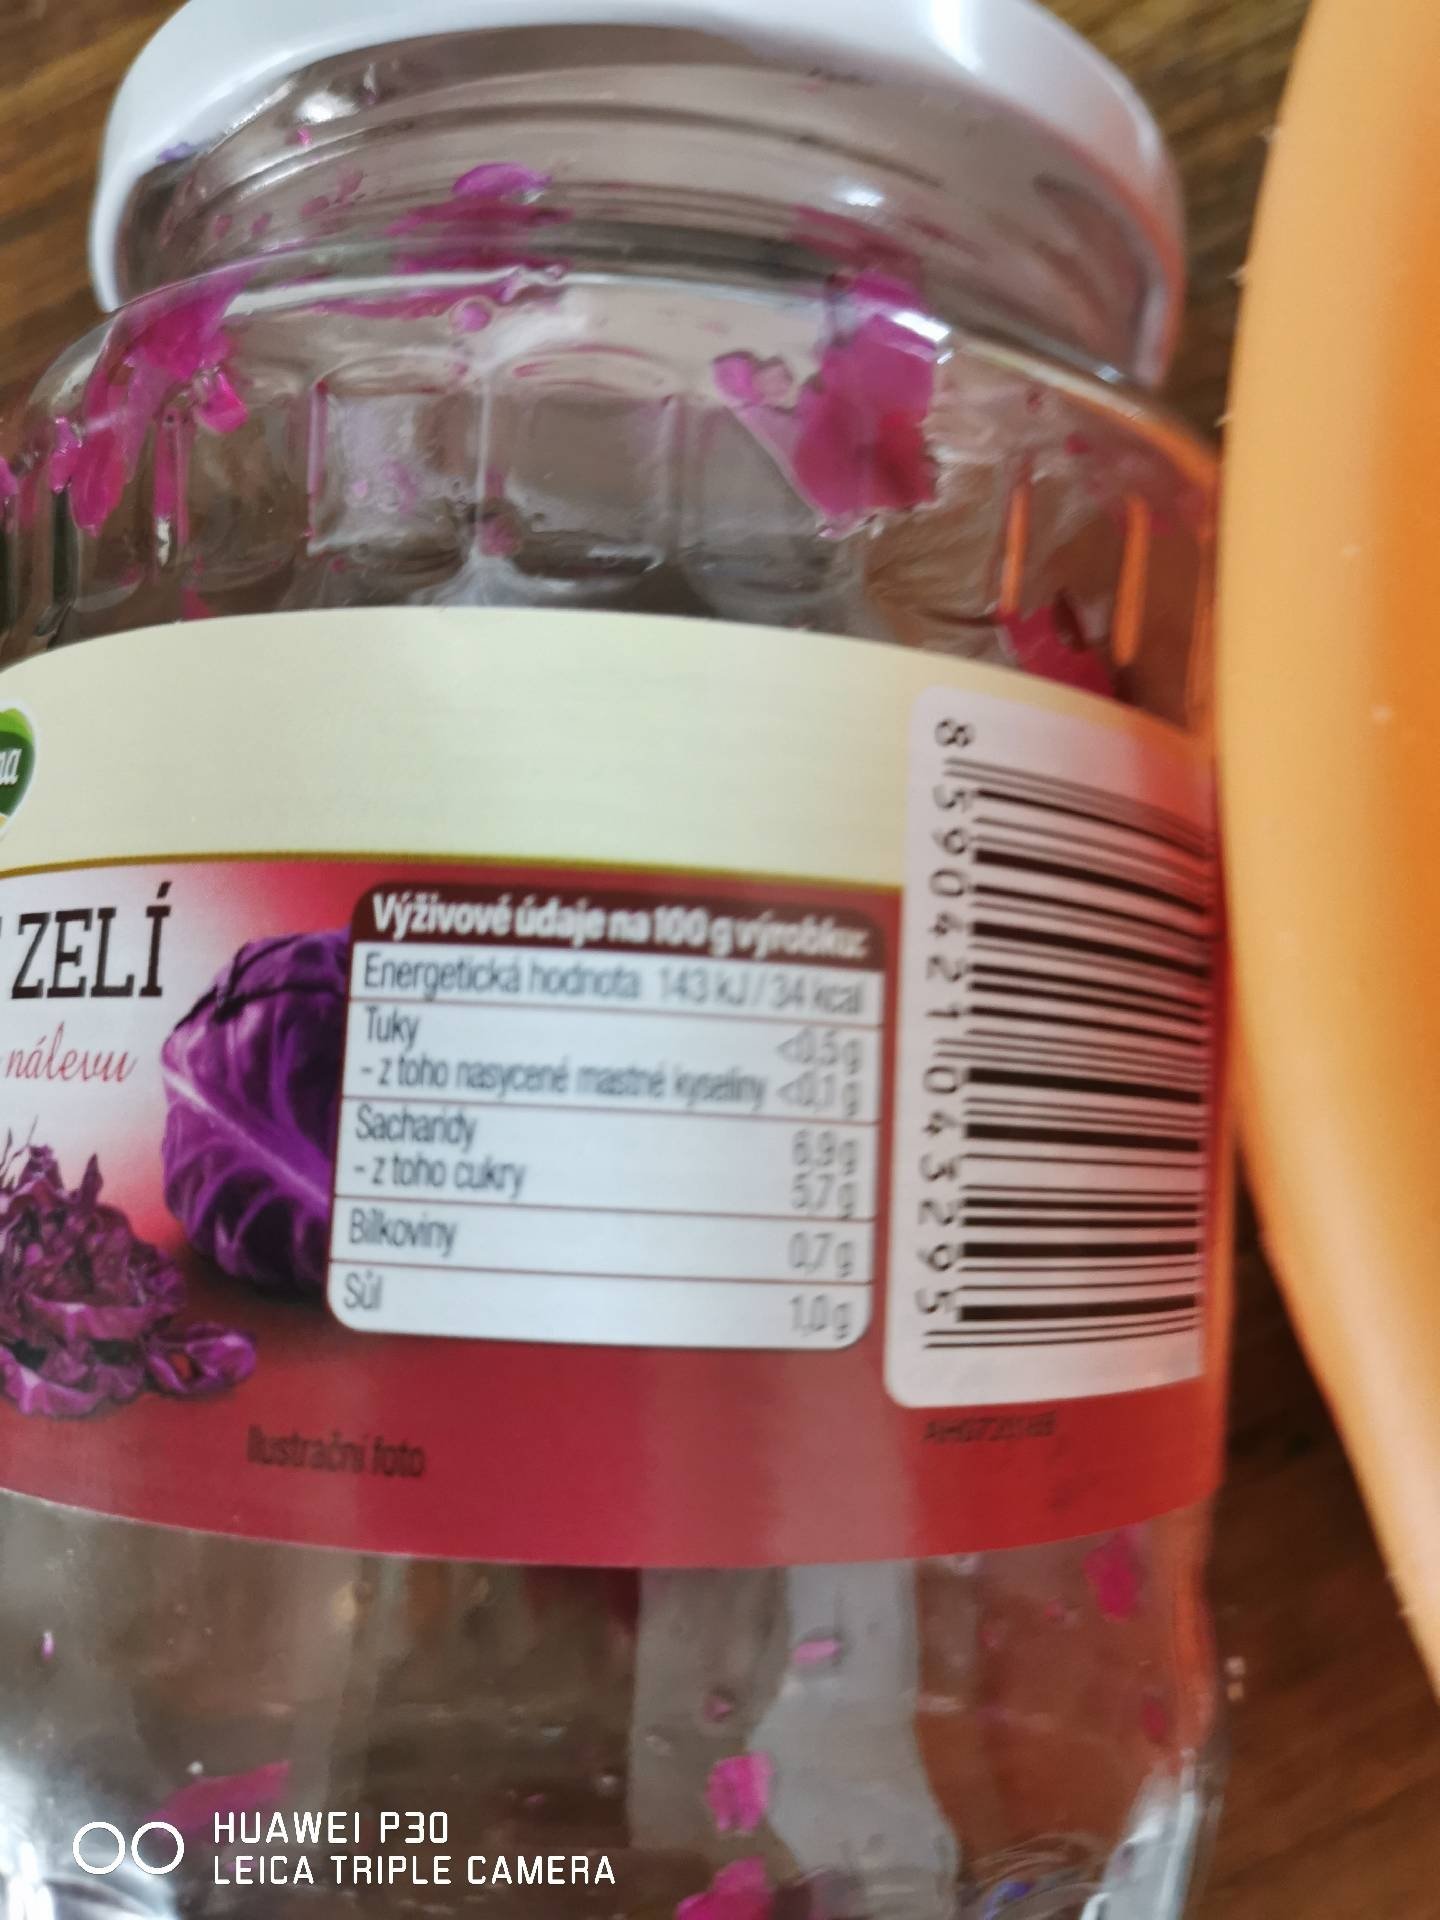 na
ZELÍ
nálevu
Výživové údaje na 100 g výrobku:
Energetická hodnota 143 kJ / 34 kcal
Tuky <0,5 g
- z toho nasycené mastné kyseliny <0,1 g
Sacharidy 6,9 g
- z toho cukry 5,7 g
Bílkoviny 0,7 g
Sůl 1,0 g
Ilustrační foto
8 590421 043295
HUAWEI P30
LEICA TRIPLE CAMERA